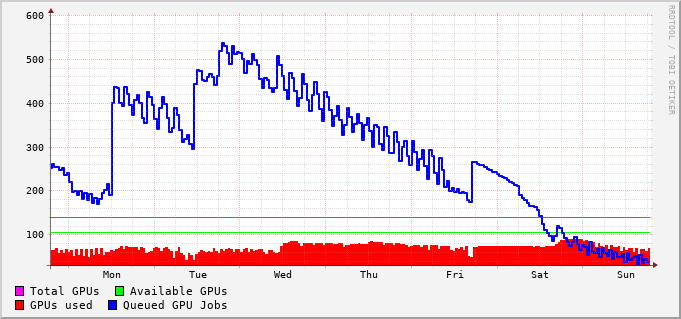 600
500
400
300
200
100
Mon Tue Wed Thu Fri Sat Sun
Total GPUs Available GPUs
GPUs used Queued GPU Jobs
RRDTOOL / TOBI OETIKER